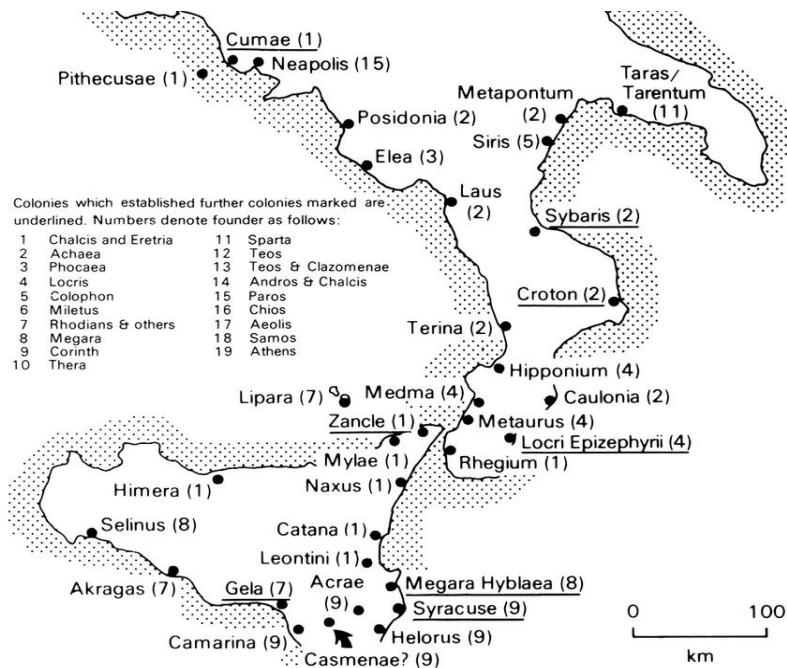 Cumae (1)
Neapolis (15)
Pithecusae (1)
Taras/
Tarentum
(11)
Metapontum
(2)
Siris (5)
Posidonia (2)
Elea (3)
Laus
(2)
Sybaris (2)
Colonies which established further colonies marked are
underlined. Numbers denote founder as follows:
1 Chalcis and Eretria
2 Achaea
3 Phocaea
4 Locris
5 Colophon
6 Miletus
7 Rhodians & others
8 Megara
9 Corinth
10 Thera
11 Sparta
12 Teos
13 Teos & Clazomenae
14 Andros & Chalcis
15 Paros
16 Chios
17 Aeolis
18 Samos
19 Athens
Croton (2)
Terina (2)
Hipponium (4)
Lipara (7)
Medma (4)
Caulonia (2)
Zancle (1)
Metaurus (4)
Locri Epizephyrii (4)
Mylae (1)
Rhegium (1)
Himera (1)
Naxus (1)
Selinus (8)
Catana (1)
Leontini (1)
Akragas (7)
Gela (7)
Acrae
(9)
Megara Hyblaea (8)
Syracuse (9)
Camarina (9)
Helorus (9)
Casmenae? (9)
0 100
km